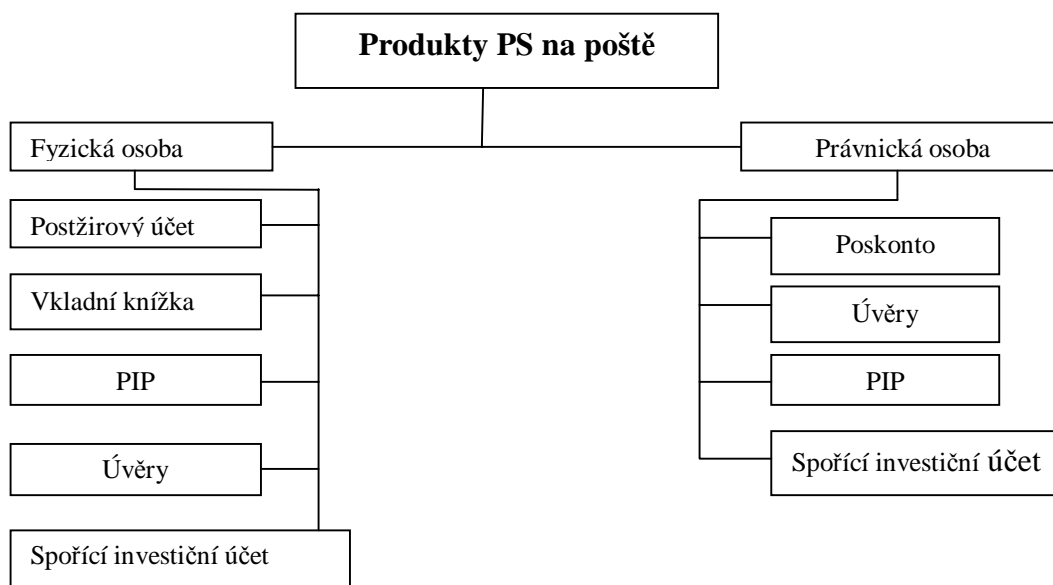 Produkty PS na poště
Fyzická osoba
Postžirový účet
Vkladní knížka
PIP
Úvěry
Spořící investiční účet
Právnická osoba
Poskonto
Úvěry
PIP
Spořící investiční účet